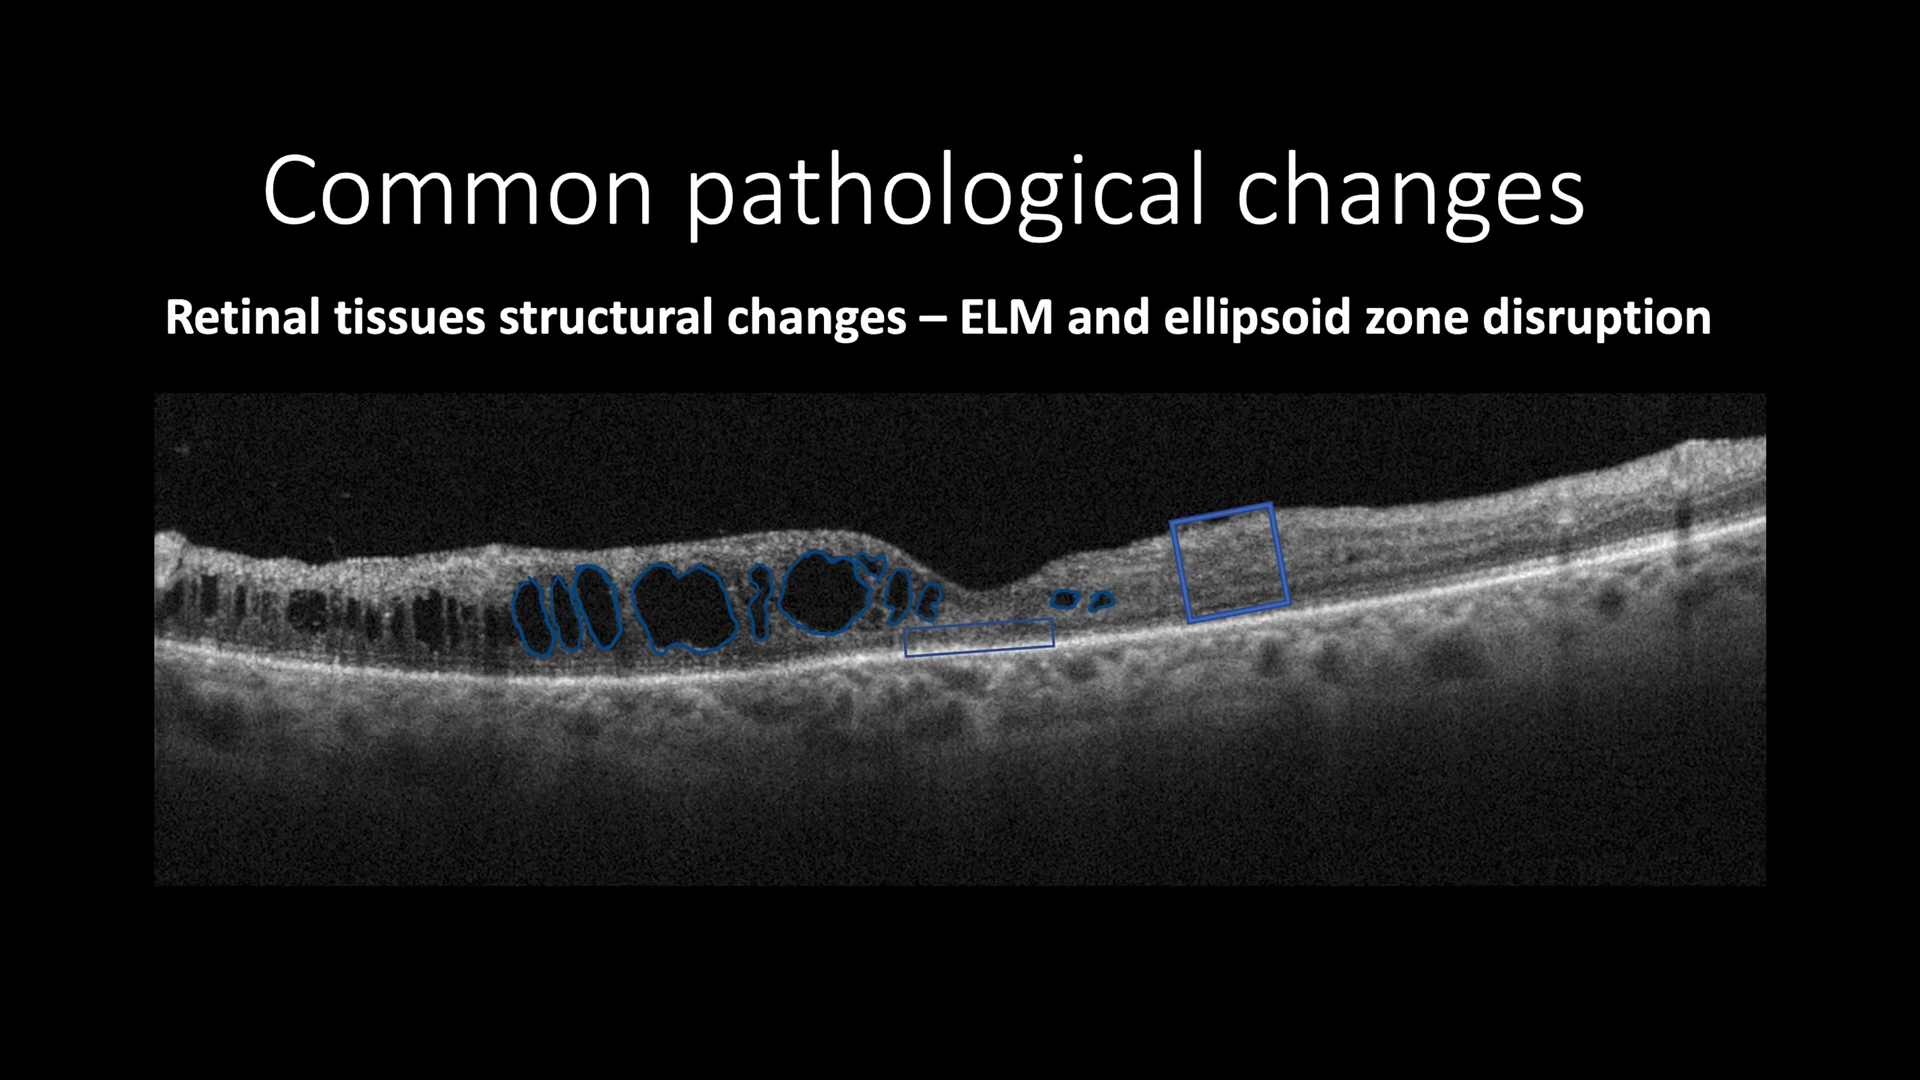 Common pathological changes
Retinal tissues structural changes – ELM and ellipsoid zone disruption